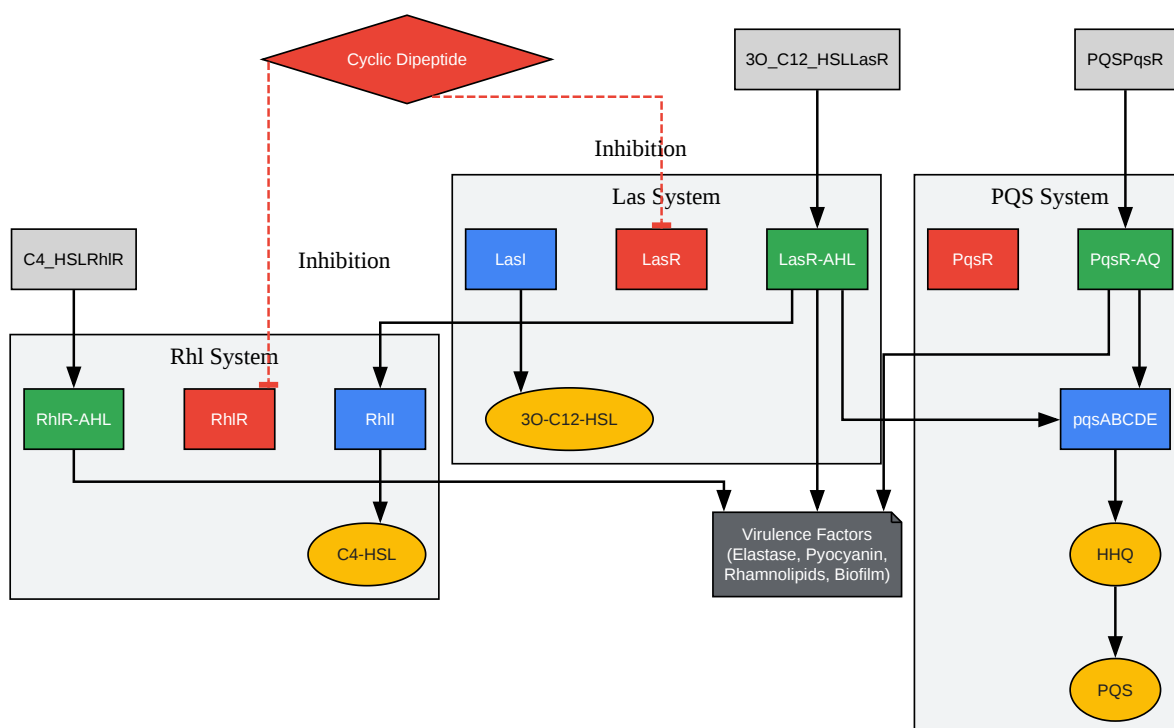 Cyclic Dipeptide
3O_C12_HSLLasR
PQSPqsR
Inhibition
Las System
PQS System
C4_HSLRhlR
Inhibition
LasI
LasR
LasR-AHL
PqsR
PqsR-AQ
Rhl System
RhlR-AHL
RhlR
RhlI
3O-C12-HSL
pqsABCDE
C4-HSL
Virulence Factors
(Elastase, Pyocyanin,
Rhamnolipids, Biofilm)
HHQ
PQS